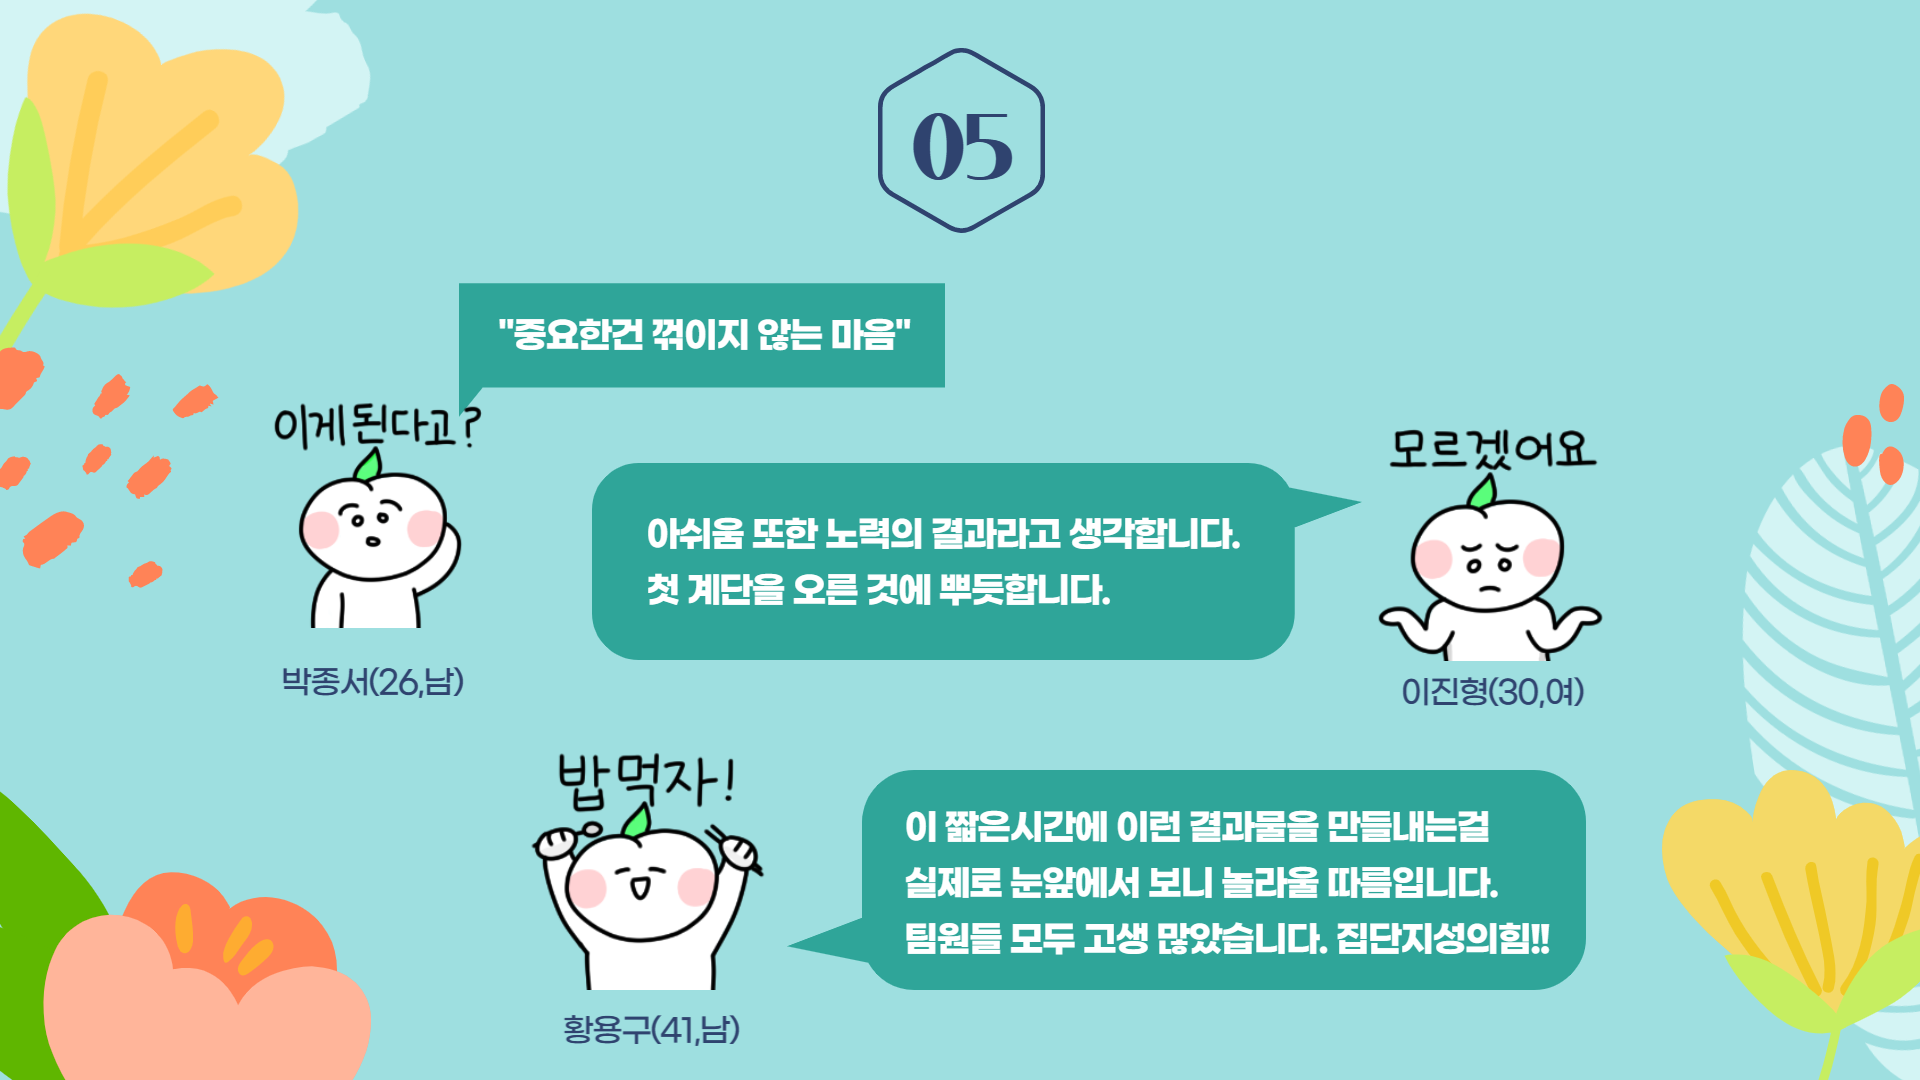 05
"중요한건 꺾이지 않는 마음"
이게된다고?
박종서(26,남)
모르겠어요
아쉬움 또한 노력의 결과라고 생각합니다.
첫 계단을 오른 것에 뿌듯합니다.
이진형(30,여)
밥먹자!
이 짧은시간에 이런 결과물을 만들내는걸
실제로 눈앞에서 보니 놀라울 따름입니다.
팀원들 모두 고생 많았습니다. 집단지성의힘!!
황용구(41,남)